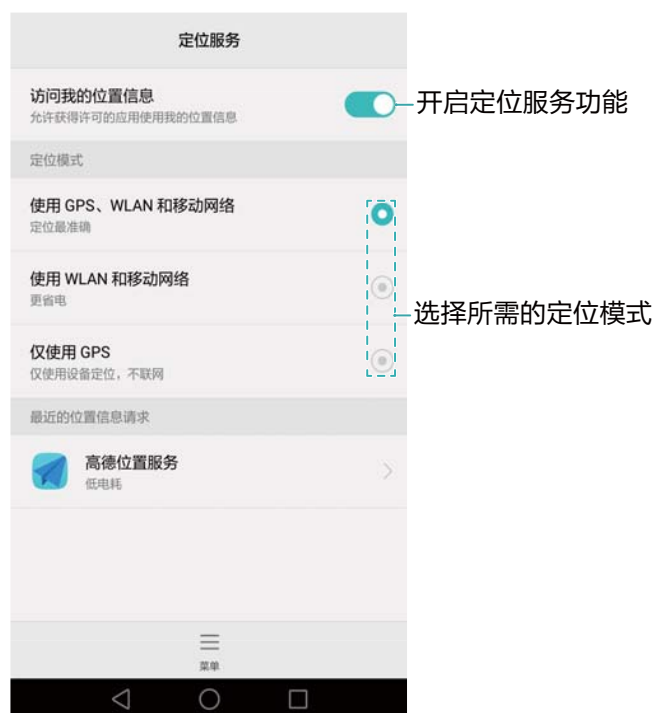 定位服务
访问我的位置信息
允许获得许可的应用使用我的位置信息
开启定位服务功能
定位模式
使用 GPS、WLAN 和移动网络
定位最准确
使用 WLAN 和移动网络
更省电
选择所需的定位模式
仅使用 GPS
仅使用设备定位，不联网
最近的位置信息请求
高德位置服务
低电耗
菜单